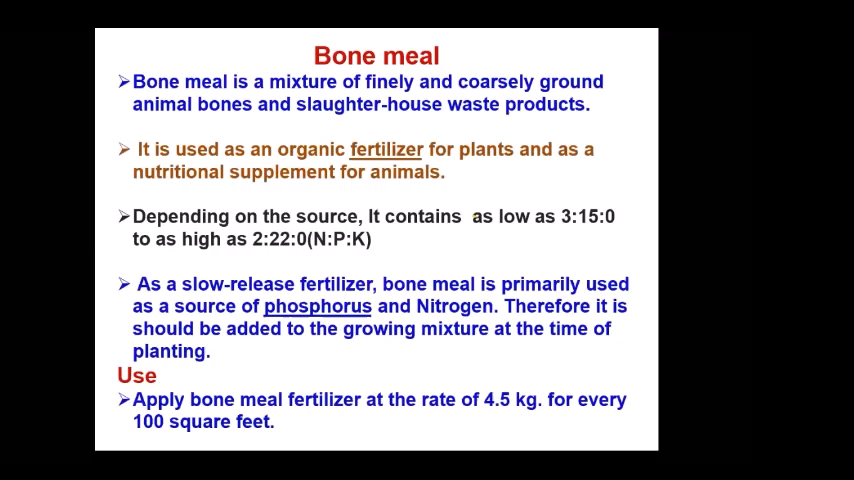 Bone meal
➢Bone meal is a mixture of finely and coarsely ground
animal bones and slaughter-house waste products.
➢ It is used as an organic fertilizer for plants and as a
nutritional supplement for animals.
➢Depending on the source, It contains as low as 3:15:0
to as high as 2:22:0(N:P:K)
➢ As a slow-release fertilizer, bone meal is primarily used
as a source of phosphorus and Nitrogen. Therefore it is
should be added to the growing mixture at the time of
planting.
Use
➢Apply bone meal fertilizer at the rate of 4.5 kg. for every
100 square feet.